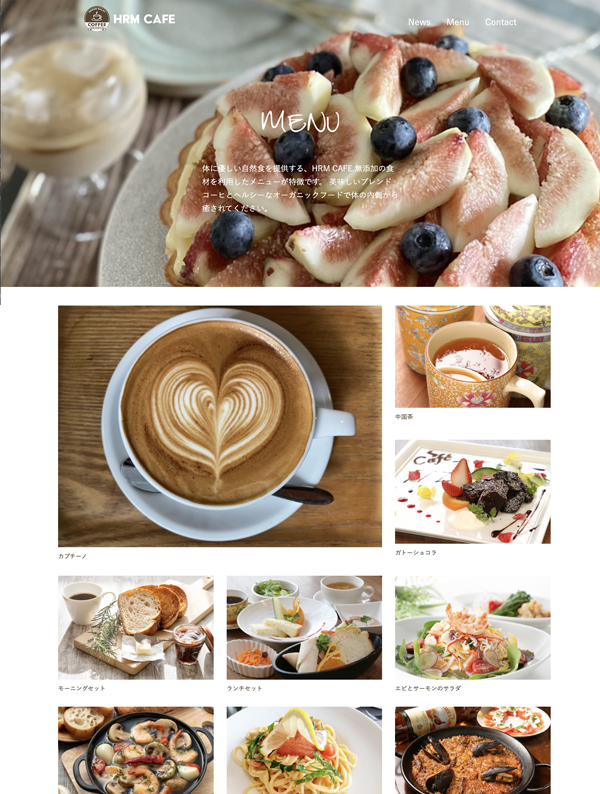 HRM CAFE
News Menu Contact
COFFEE
MENU
体に優しい自然食を提供する、HRM CAFE 無添加の食
材を利用したメニューが特徴です。 美味しいブレンド
コーヒとヘルシーなオーガニックフードで体の内側から
癒されてください。
中国茶
カプチーノ
ガトーショコラ
モーニングセット
ランチセット
エビとサーモンのサラダ